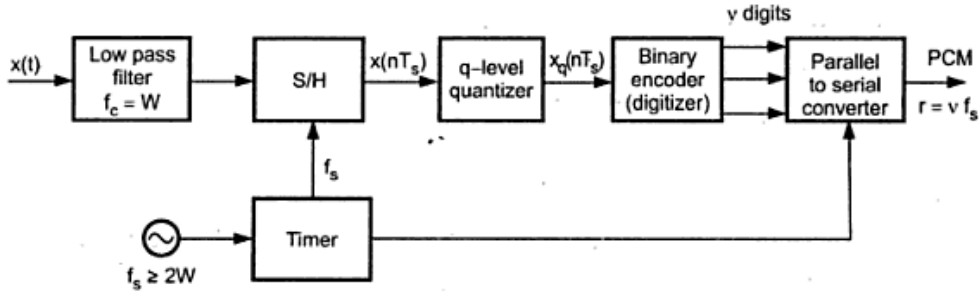 x(t)
Low pass
filter
f_c = W
S/H
x(nT_s)
q-level
quantizer
x_q(nT_s)
Binary
encoder
(digitizer)
ν digits
Parallel
to serial
converter
PCM
r = ν f_s
f_s
Timer
f_s ≥ 2W